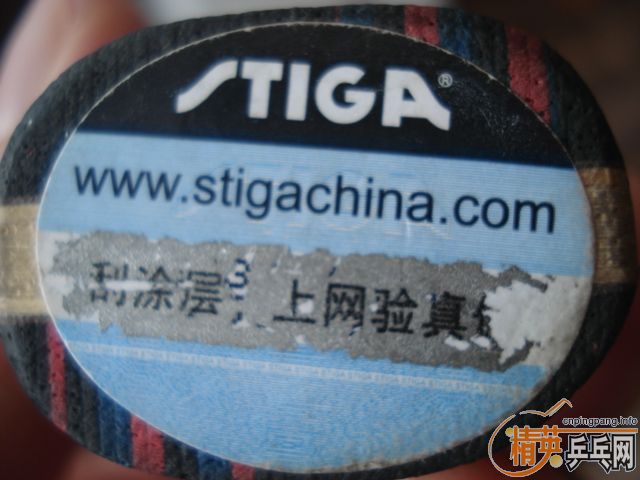 STIGA®
www.stigachina.com
刮涂层,上网验真
cnpingpang.info
精英乒乓网